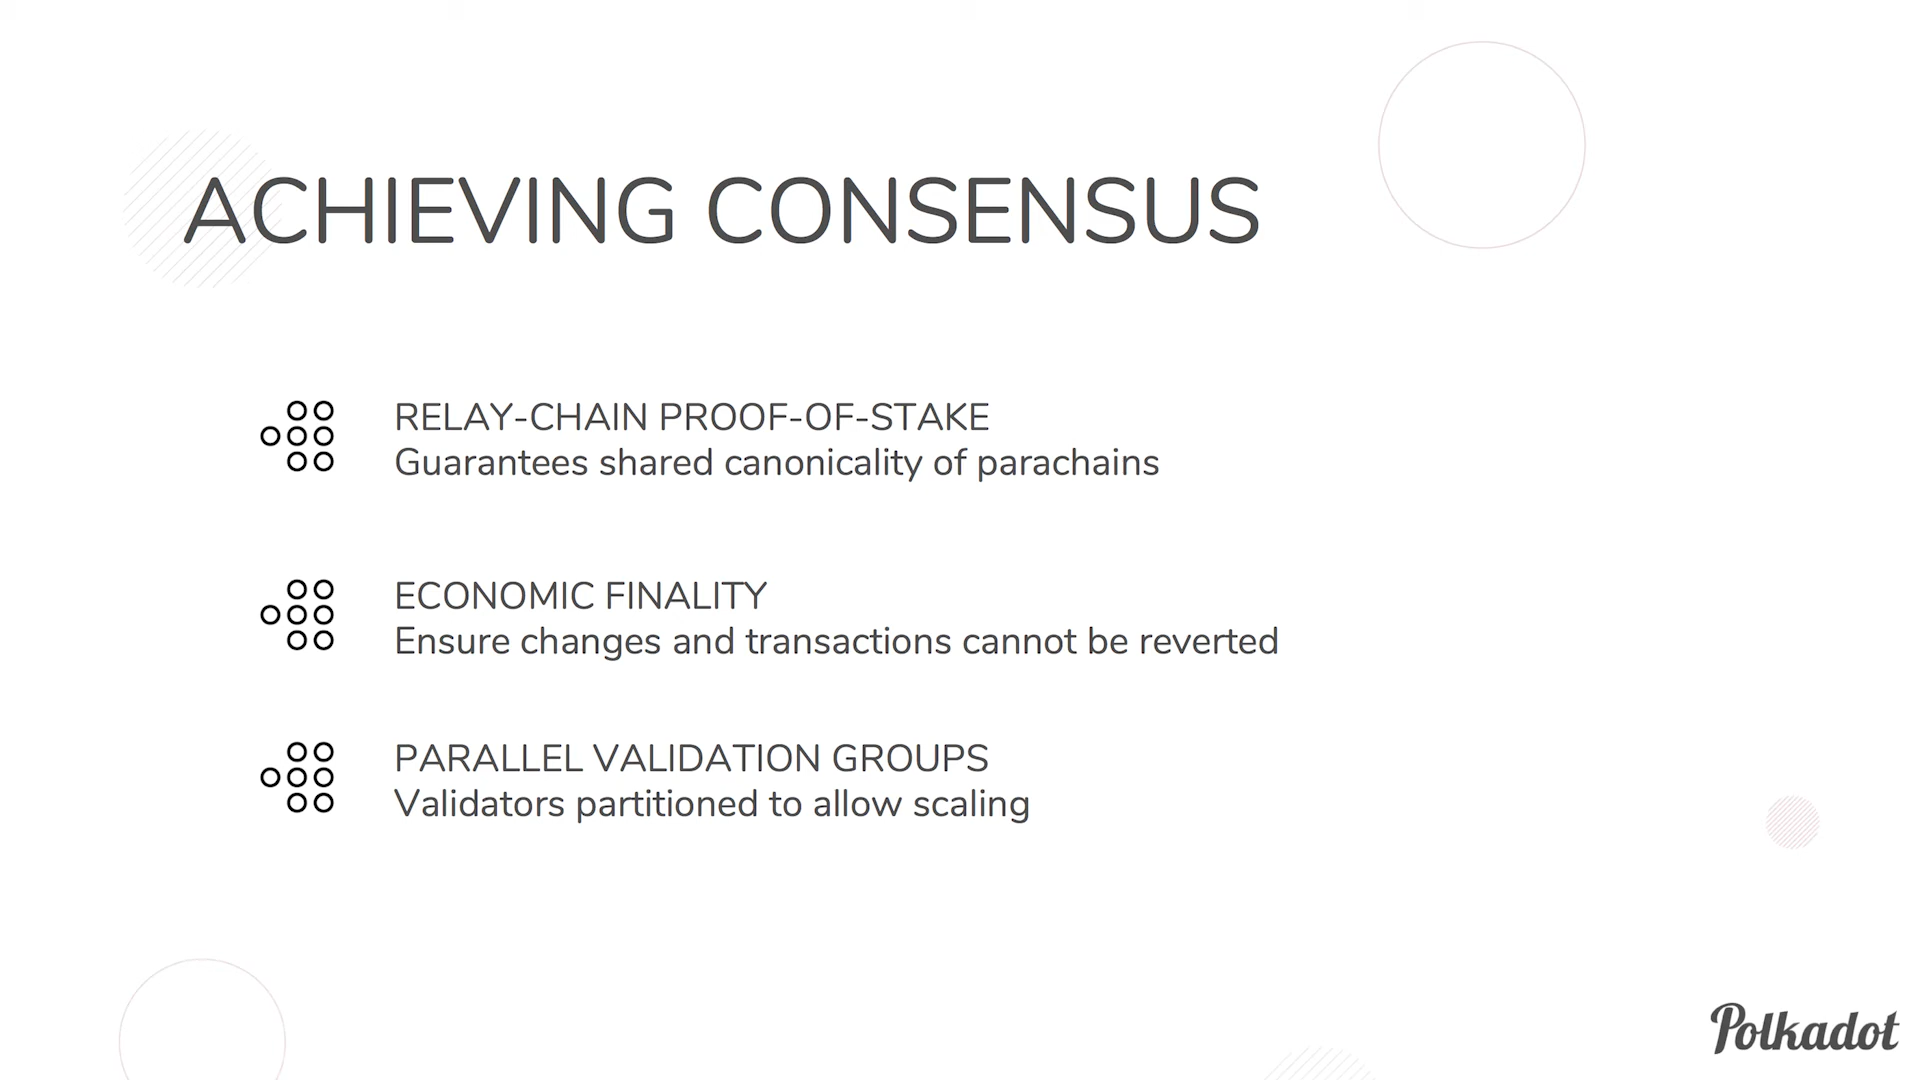 ACHIEVING CONSENSUS
RELAY-CHAIN PROOF-OF-STAKE
Guarantees shared canonicality of parachains
ECONOMIC FINALITY
Ensure changes and transactions cannot be reverted
PARALLEL VALIDATION GROUPS
Validators partitioned to allow scaling
Polkadot